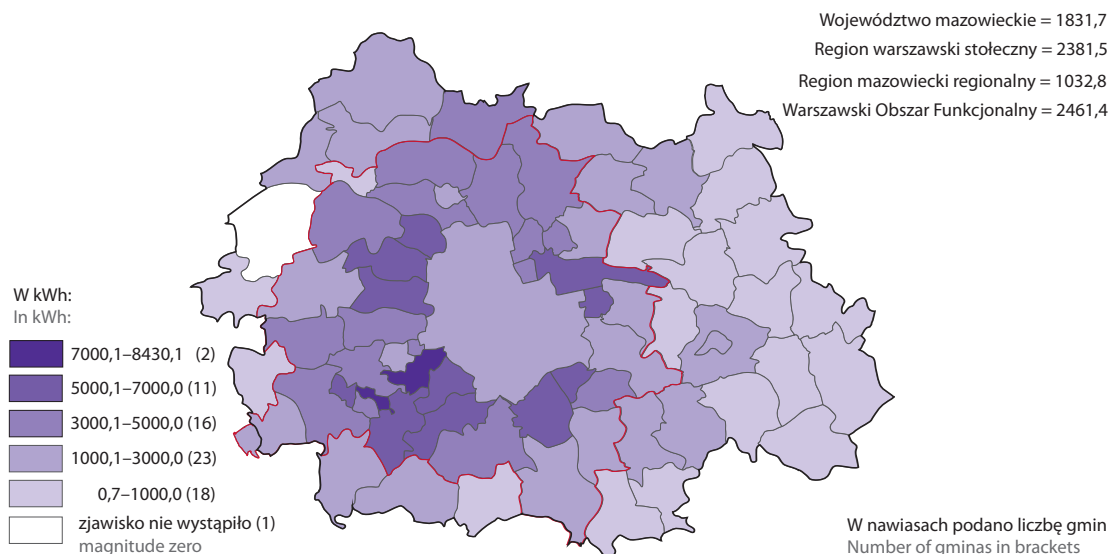 Województwo mazowieckie = 1831,7
Region warszawski stołeczny = 2381,5
Region mazowiecki regionalny = 1032,8
Warszawski Obszar Funkcjonalny = 2461,4
W kWh:
In kWh:
7000,1–8430,1 (2)
5000,1–7000,0 (11)
3000,1–5000,0 (16)
1000,1–3000,0 (23)
0,7–1000,0 (18)
zjawisko nie wystąpiło (1)
magnitude zero
W nawiasach podano liczbę gmin
Number of gminas in brackets